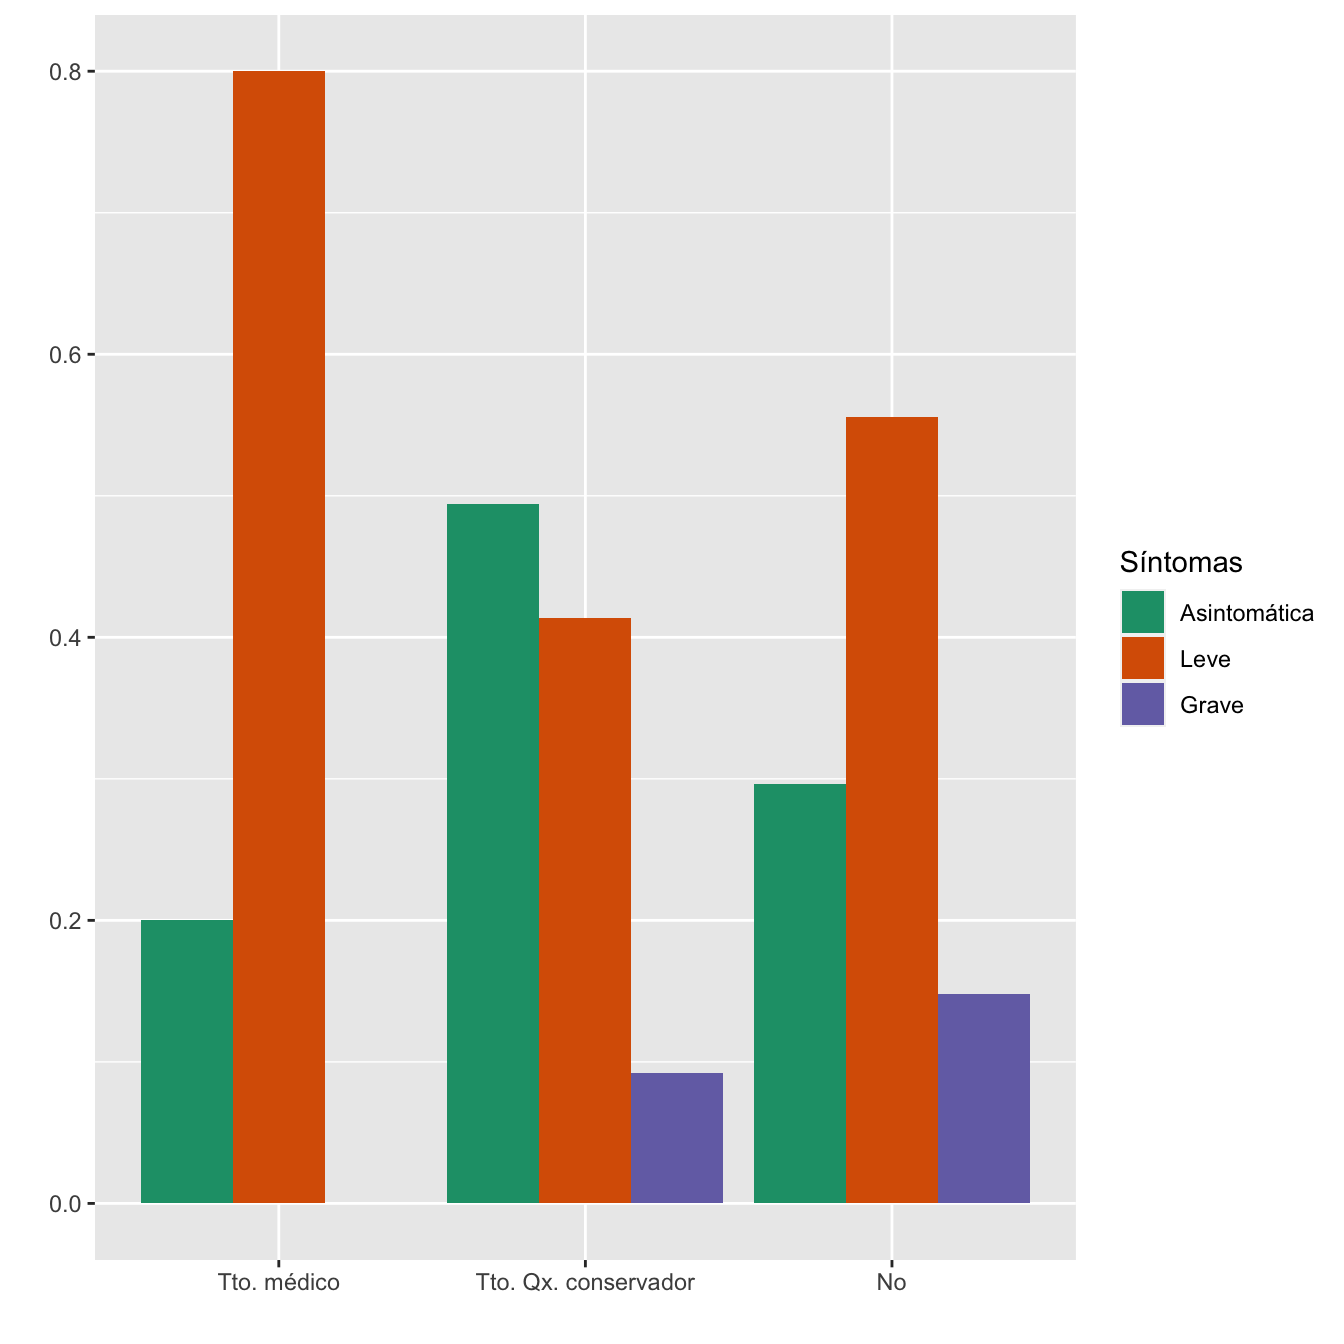 0.8
0.6
0.4
0.2
0.0
Tto. médico
Tto. Qx. conservador
No
Síntomas
Asintomática
Leve
Grave